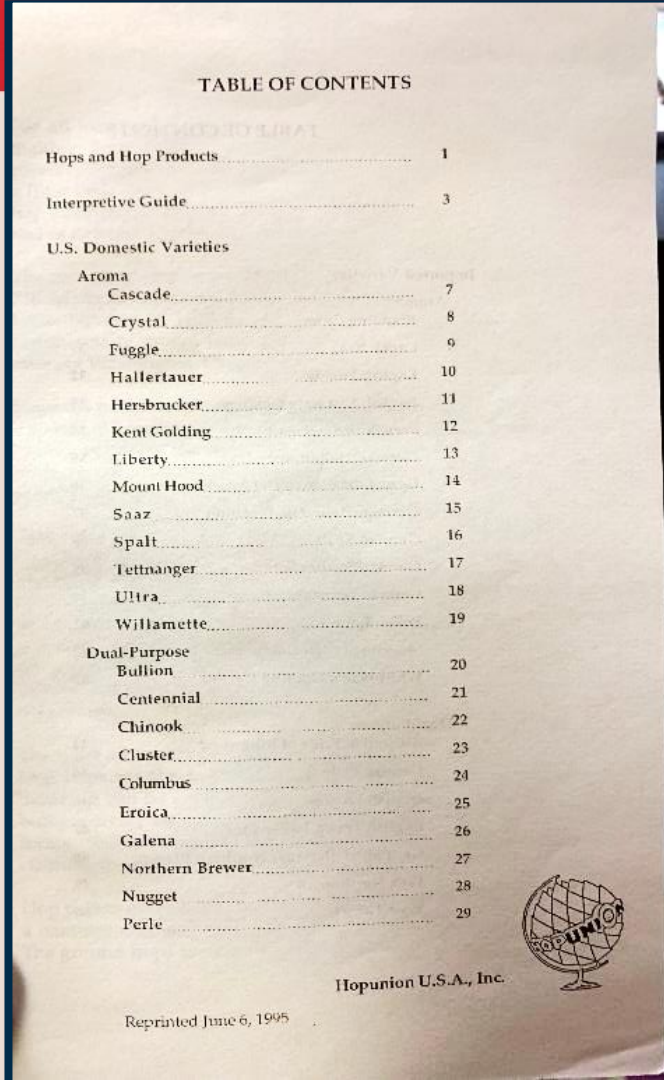 TABLE OF CONTENTS
Hops and Hop Products 1
Interpretive Guide 3
U.S. Domestic Varieties
Aroma
Cascade 7
Crystal 8
Fuggle 9
Hallertauer 10
Hersbrucker 11
Kent Golding 12
Liberty 13
Mount Hood 14
Saaz 15
Spalt 16
Tettnanger 17
Ultra 18
Willamette 19
Dual-Purpose
Bullion 20
Centennial 21
Chinook 22
Cluster 23
Columbus 24
Eroica 25
Galena 26
Northern Brewer 27
Nugget 28
Perle 29
HOPUNION
Hopunion U.S.A., Inc.
Reprinted June 6, 1995